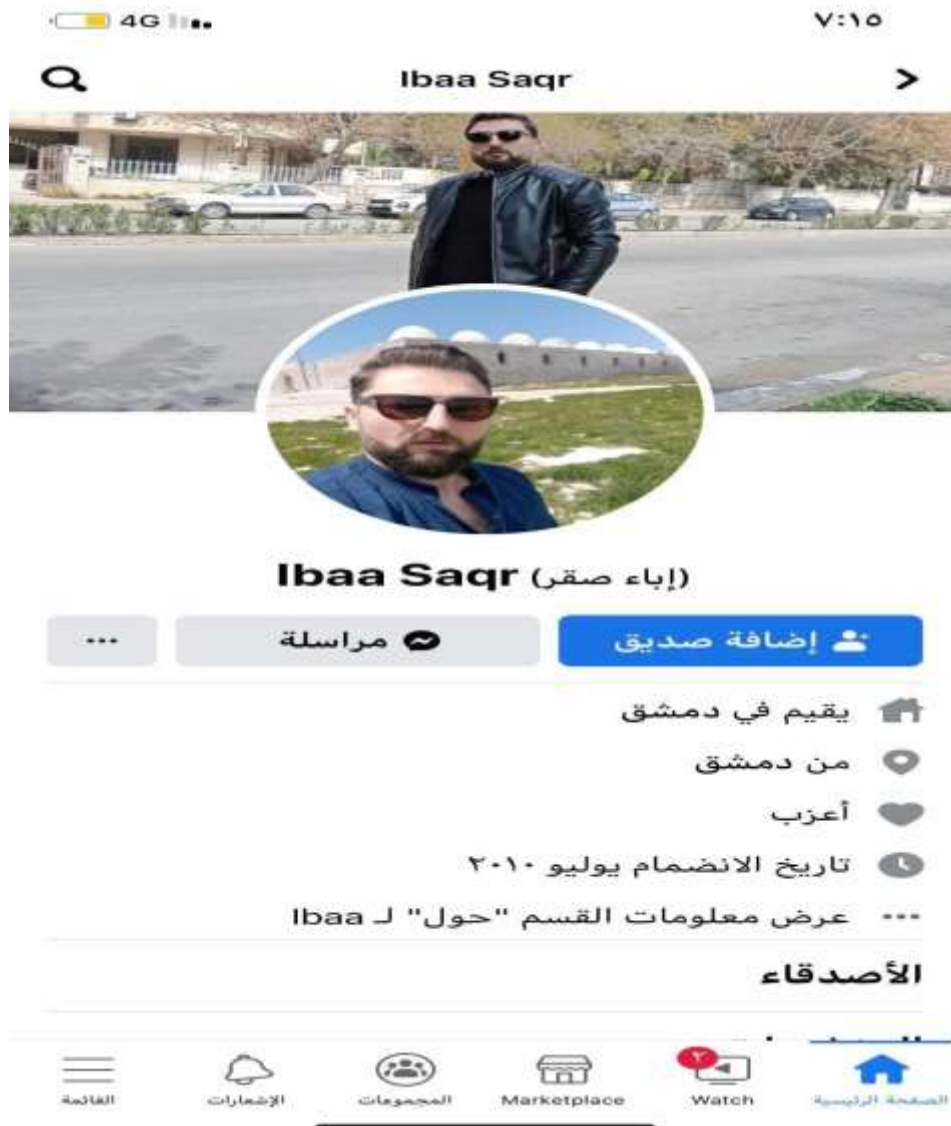 4G ٧:١٥
Ibaa Saqr
Ibaa Saqr (إباء صقر)
إضافة صديق
مراسلة
يقيم في دمشق
من دمشق
أعزب
تاريخ الانضمام يوليو ٢٠١٠
عرض معلومات القسم "حول" لـ Ibaa
الأصدقاء
٢
الصفحة الرئيسية
Watch
Marketplace
المجموعات
الإشعارات
القائمة